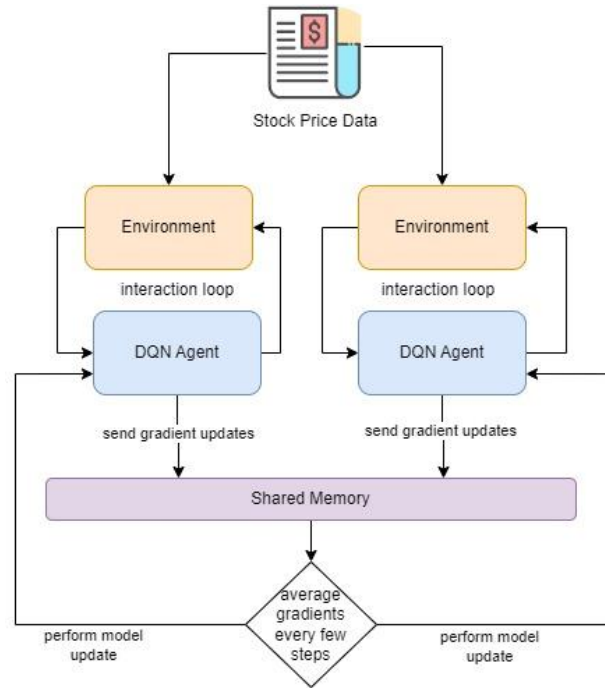 $
Stock Price Data
Environment
Environment
interaction loop
interaction loop
DQN Agent
DQN Agent
send gradient updates
send gradient updates
Shared Memory
average
gradients
every few
steps
perform model
update
perform model
update